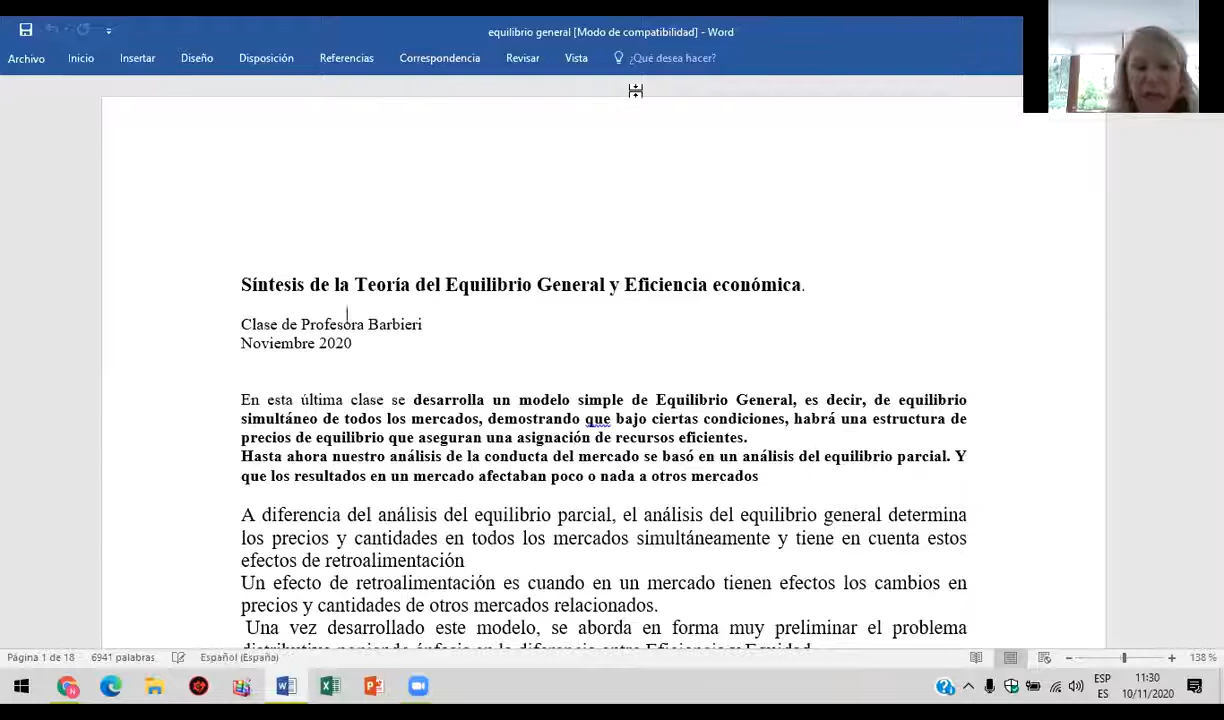 equilibrio general [Modo de compatibilidad] - Word
Archivo Inicio Insertar Diseño Disposición Referencias Correspondencia Revisar Vista ¿Qué desea hacer?
Síntesis de la Teoría del Equilibrio General y Eficiencia económica.
Clase de Profesora Barbieri
Noviembre 2020
En esta última clase se desarrolla un modelo simple de Equilibrio General, es decir, de equilibrio
simultáneo de todos los mercados, demostrando que bajo ciertas condiciones, habrá una estructura de
precios de equilibrio que aseguran una asignación de recursos eficientes.
Hasta ahora nuestro análisis de la conducta del mercado se basó en un análisis del equilibrio parcial. Y
que los resultados en un mercado afectaban poco o nada a otros mercados
A diferencia del análisis del equilibrio parcial, el análisis del equilibrio general determina
los precios y cantidades en todos los mercados simultáneamente y tiene en cuenta estos
efectos de retroalimentación
Un efecto de retroalimentación es cuando en un mercado tienen efectos los cambios en
precios y cantidades de otros mercados relacionados.
Una vez desarrollado este modelo, se aborda en forma muy preliminar el problema
Página 1 de 18 6941 palabras Español (España) 138 %
ESP 11:30
ES 10/11/2020